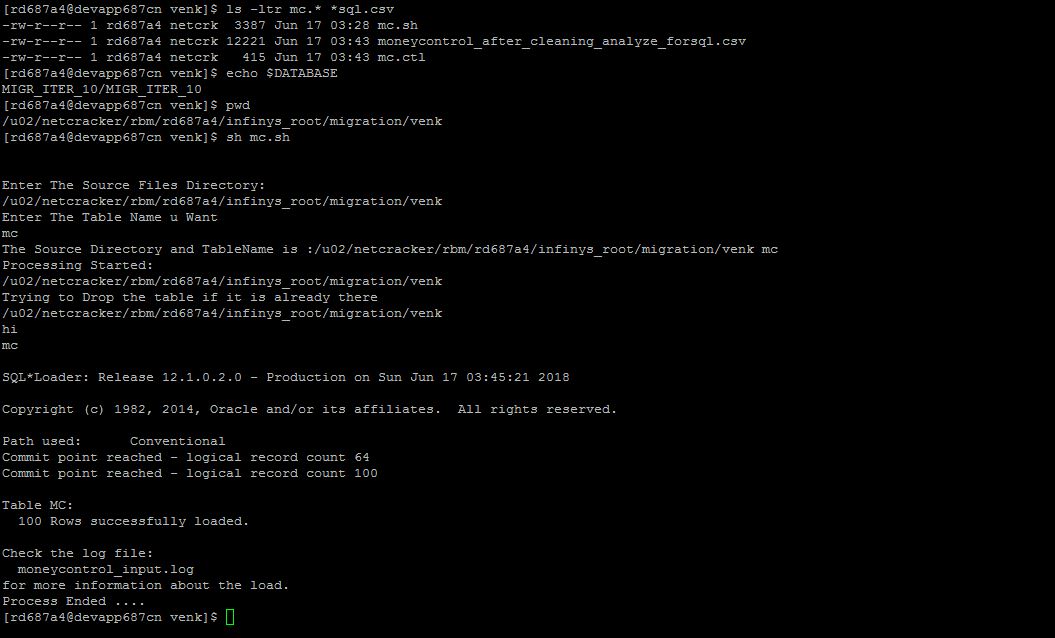 [rd687a4@devapp687cn venk]$ ls -ltr mc.* *sql.csv
-rw-r--r-- 1 rd687a4 netcrk  3387 Jun 17 03:28 mc.sh
-rw-r--r-- 1 rd687a4 netcrk 12221 Jun 17 03:43 moneycontrol_after_cleaning_analyze_forsql.csv
-rw-r--r-- 1 rd687a4 netcrk   415 Jun 17 03:43 mc.ctl
[rd687a4@devapp687cn venk]$ echo $DATABASE
MIGR_ITER_10/MIGR_ITER_10
[rd687a4@devapp687cn venk]$ pwd
/u02/netcracker/rbm/rd687a4/infinys_root/migration/venk
[rd687a4@devapp687cn venk]$ sh mc.sh
Enter The Source Files Directory:
/u02/netcracker/rbm/rd687a4/infinys_root/migration/venk
Enter The Table Name u Want
mc
The Source Directory and TableName is :/u02/netcracker/rbm/rd687a4/infinys_root/migration/venk mc
Processing Started:
/u02/netcracker/rbm/rd687a4/infinys_root/migration/venk
Trying to Drop the table if it is already there
/u02/netcracker/rbm/rd687a4/infinys_root/migration/venk
hi
mc
SQL*Loader: Release 12.1.0.2.0 - Production on Sun Jun 17 03:45:21 2018
Copyright (c) 1982, 2014, Oracle and/or its affiliates.  All rights reserved.
Path used:      Conventional
Commit point reached - logical record count 64
Commit point reached - logical record count 100
Table MC:
  100 Rows successfully loaded.
Check the log file:
  moneycontrol_input.log
for more information about the load.
Process Ended ....
[rd687a4@devapp687cn venk]$